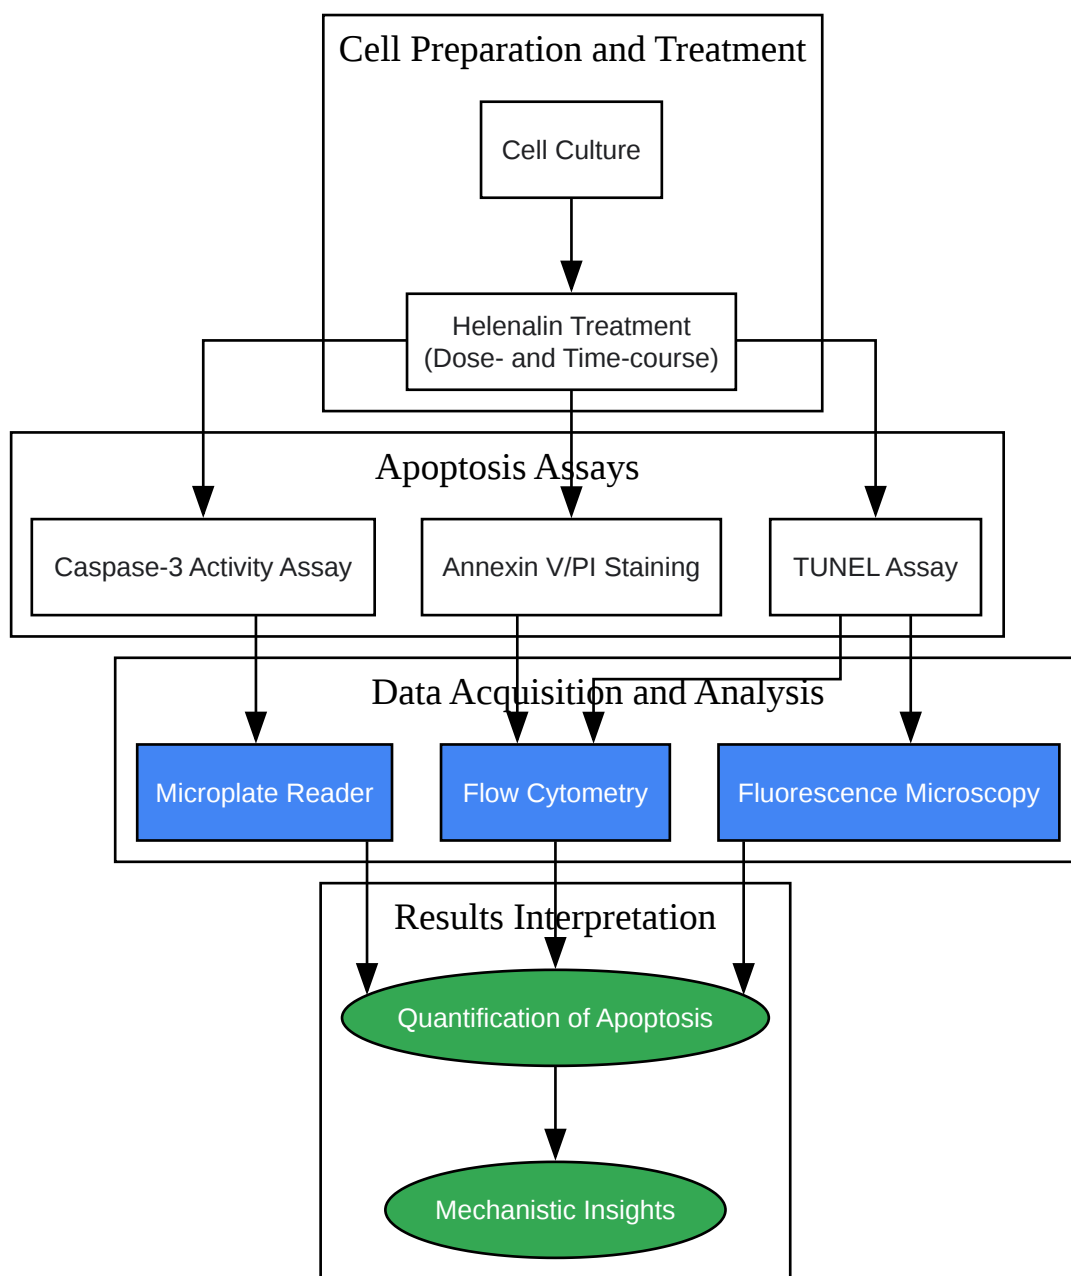 Cell Preparation and Treatment
Cell Culture
Helenalin Treatment
(Dose- and Time-course)
Apoptosis Assays
Caspase-3 Activity Assay
Annexin V/PI Staining
TUNEL Assay
Data Acquisition and Analysis
Microplate Reader
Flow Cytometry
Fluorescence Microscopy
Results Interpretation
Quantification of Apoptosis
Mechanistic Insights